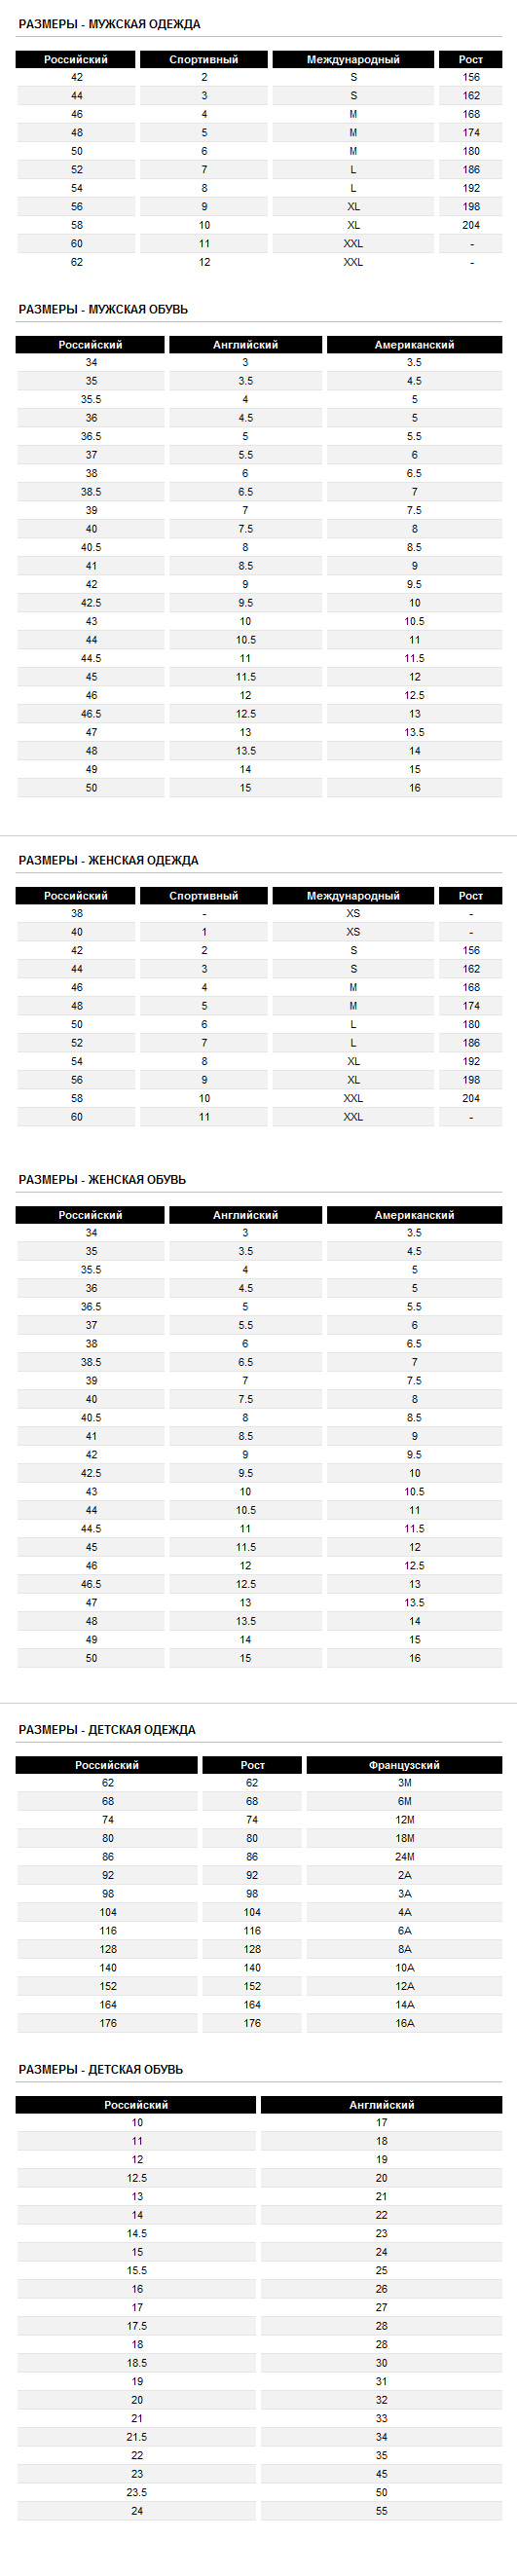 РАЗМЕРЫ - МУЖСКАЯ ОДЕЖДА
Российский Спортивный Международный Рост
42 2 S 156
44 3 S 162
46 4 M 168
48 5 M 174
50 6 M 180
52 7 L 186
54 8 L 192
56 9 XL 198
58 10 XL 204
60 11 XXL -
62 12 XXL -
РАЗМЕРЫ - МУЖСКАЯ ОБУВЬ
Российский Английский Американский
34 3 3.5
35 3.5 4.5
35.5 4 5
36 4.5 5
36.5 5 5.5
37 5.5 6
38 6 6.5
38.5 6.5 7
39 7 7.5
40 7.5 8
40.5 8 8.5
41 8.5 9
42 9 9.5
42.5 9.5 10
43 10 10.5
44 10.5 11
44.5 11 11.5
45 11.5 12
46 12 12.5
46.5 12.5 13
47 13 13.5
48 13.5 14
49 14 15
50 15 16
РАЗМЕРЫ - ЖЕНСКАЯ ОДЕЖДА
Российский Спортивный Международный Рост
38 - XS -
40 1 XS -
42 2 S 156
44 3 S 162
46 4 M 168
48 5 M 174
50 6 L 180
52 7 L 186
54 8 XL 192
56 9 XL 198
58 10 XXL 204
60 11 XXL -
РАЗМЕРЫ - ЖЕНСКАЯ ОБУВЬ
Российский Английский Американский
34 3 3.5
35 3.5 4.5
35.5 4 5
36 4.5 5
36.5 5 5.5
37 5.5 6
38 6 6.5
38.5 6.5 7
39 7 7.5
40 7.5 8
40.5 8 8.5
41 8.5 9
42 9 9.5
42.5 9.5 10
43 10 10.5
44 10.5 11
44.5 11 11.5
45 11.5 12
46 12 12.5
46.5 12.5 13
47 13 13.5
48 13.5 14
49 14 15
50 15 16
РАЗМЕРЫ - ДЕТСКАЯ ОДЕЖДА
Российский Рост Французский
62 62 3M
68 68 6M
74 74 12M
80 80 18M
86 86 24M
92 92 2A
98 98 3A
104 104 4A
116 116 6A
128 128 8A
140 140 10A
152 152 12A
164 164 14A
176 176 16A
РАЗМЕРЫ - ДЕТСКАЯ ОБУВЬ
Российский Английский
10 17
11 18
12 19
12.5 20
13 21
14 22
14.5 23
15 24
15.5 25
16 26
17 27
17.5 28
18 28
18.5 30
19 31
20 32
21 33
21.5 34
22 35
23 45
23.5 50
24 55